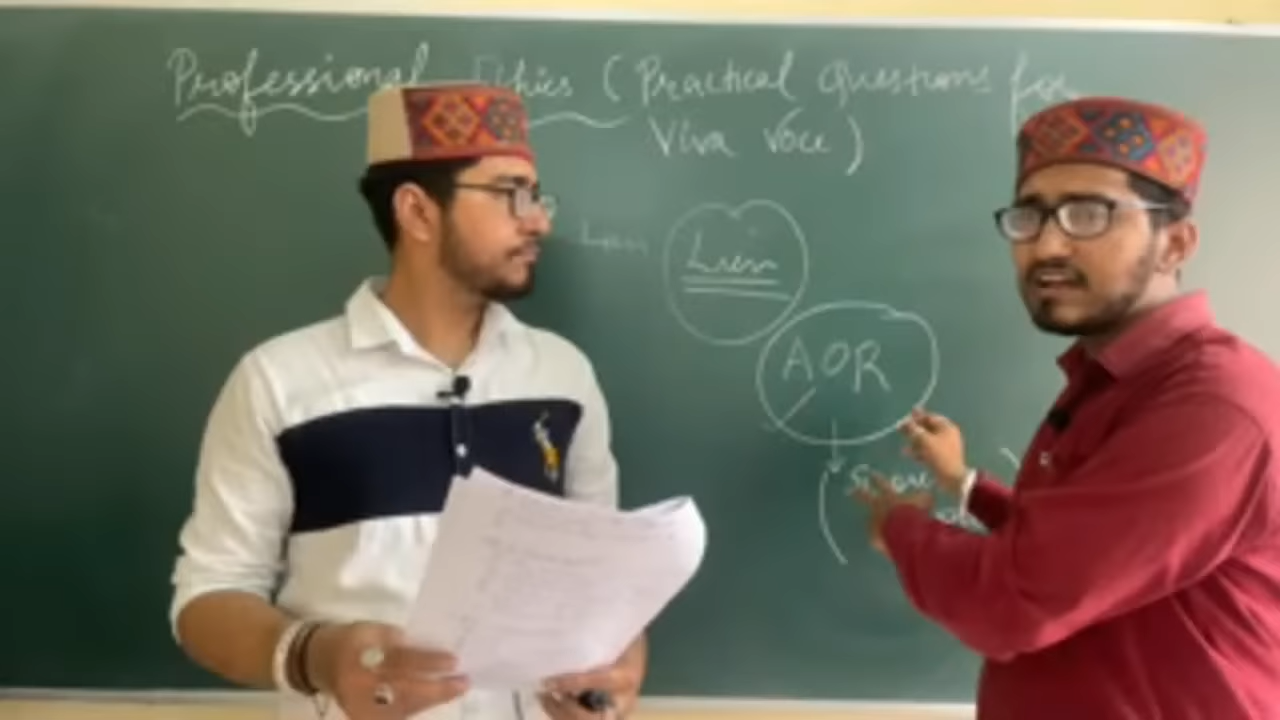 Professional Ethics (Practical Questions for
Viva Voce)
Lien
AOR